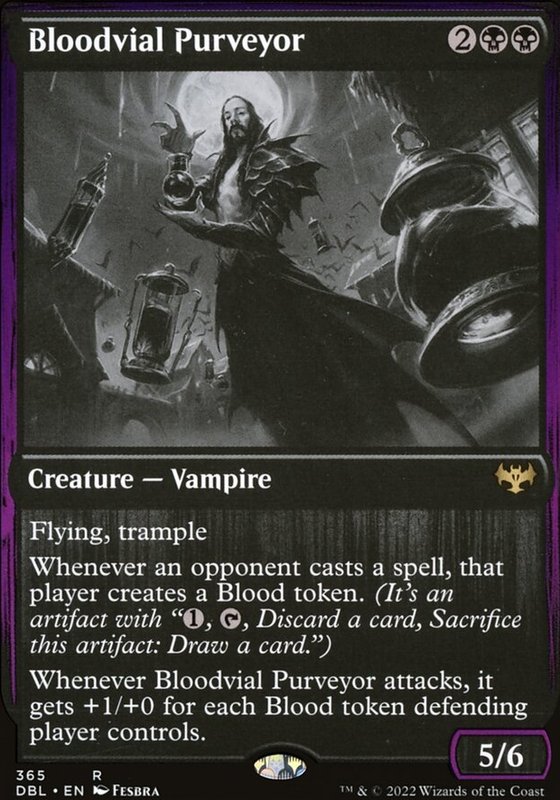 Bloodvial Purveyor 2
Creature — Vampire
Flying, trample
Whenever an opponent casts a spell, that
player creates a Blood token. (It's an
artifact with “1, , Discard a card, Sacrifice
this artifact: Draw a card.”)
Whenever Bloodvial Purveyor attacks, it
gets +1/+0 for each Blood token defending
player controls.
5/6
365 R
DBL • EN Fesbra
™ & © 2022 Wizards of the Coast